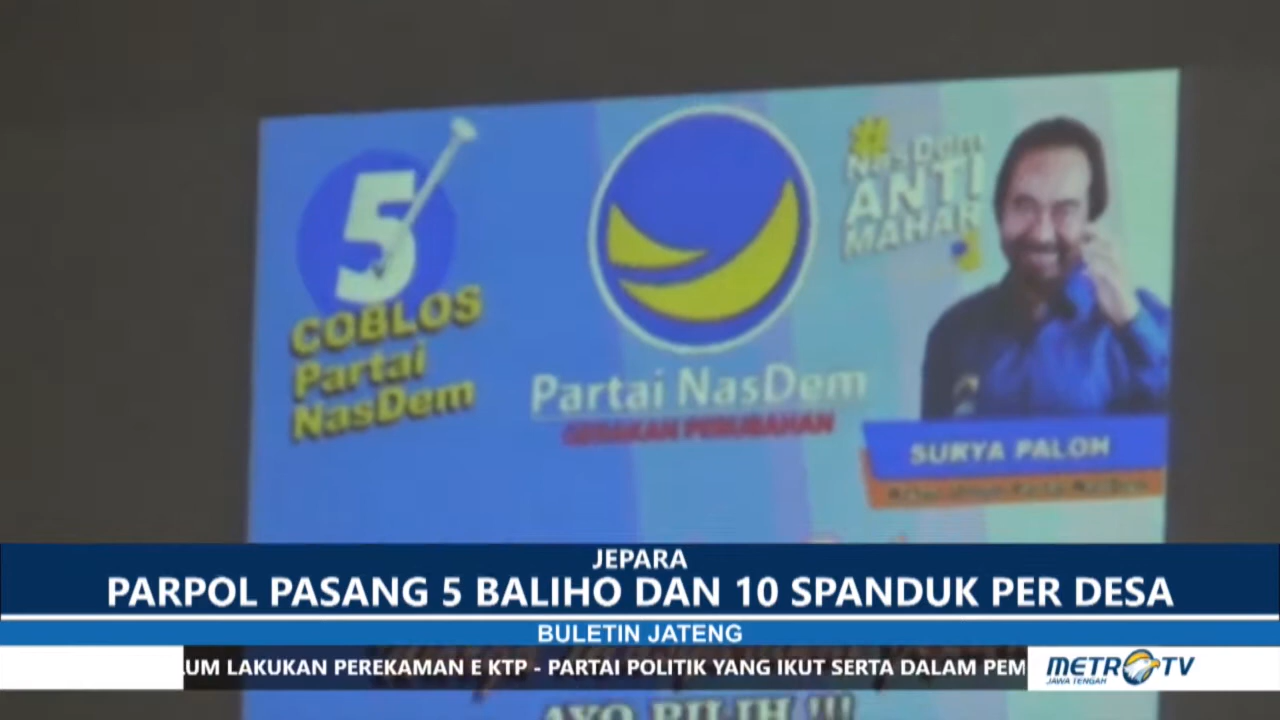 5
COBLOS
Partai
NasDem
Partai NasDem
GERAKAN PERUBAHAN
#
NasDem
ANTI
MAHAR
SURYA PALOH
JEPARA
PARPOL PASANG 5 BALIHO DAN 10 SPANDUK PER DESA
BULETIN JATENG
UM LAKUKAN PEREKAMAN E KTP - PARTAI POLITIK YANG IKUT SERTA DALAM PEM
METRO TV
JAWA TENGAH
AYO PILIH !!!